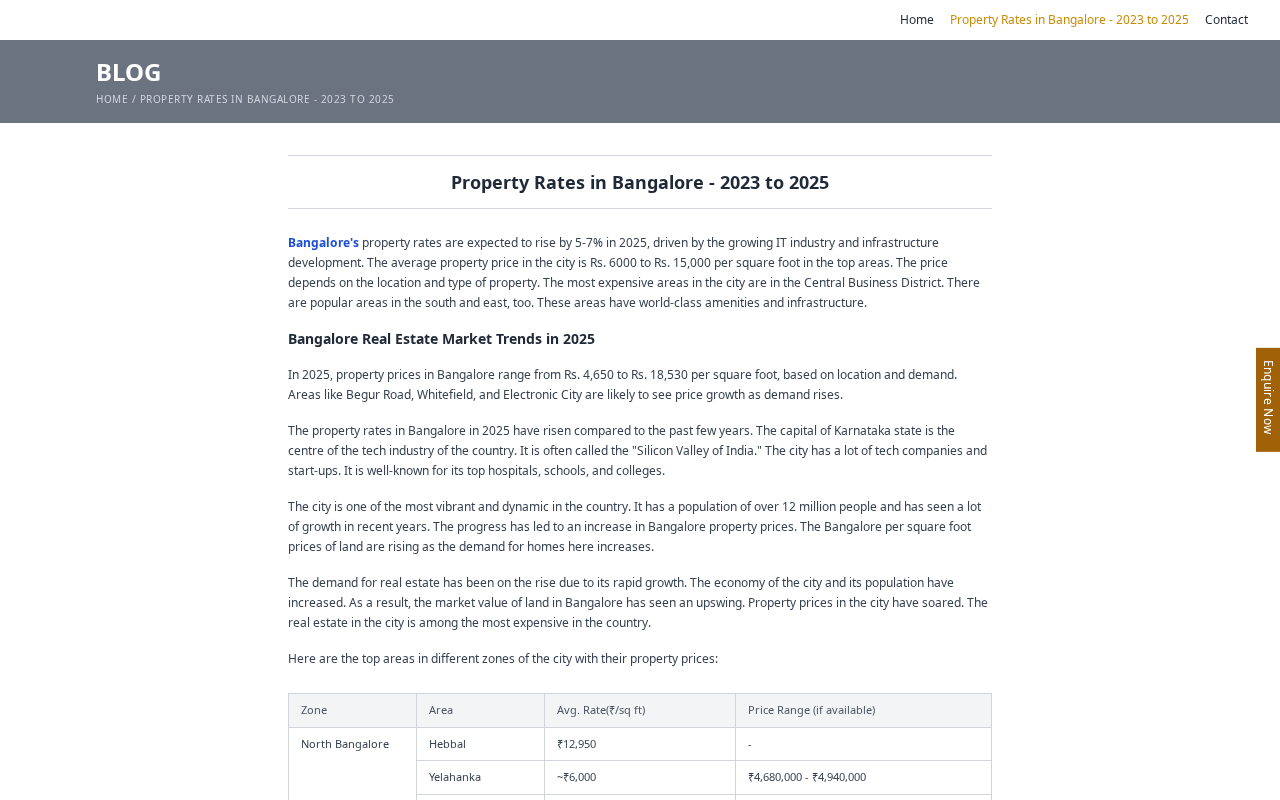 Home Property Rates in Bangalore - 2023 to 2025 Contact
BLOG
HOME / PROPERTY RATES IN BANGALORE - 2023 TO 2025
Property Rates in Bangalore - 2023 to 2025
Bangalore's property rates are expected to rise by 5-7% in 2025, driven by the growing IT industry and infrastructure
development. The average property price in the city is Rs. 6000 to Rs. 15,000 per square foot in the top areas. The price
depends on the location and type of property. The most expensive areas in the city are in the Central Business District. There
are popular areas in the south and east, too. These areas have world-class amenities and infrastructure.
Bangalore Real Estate Market Trends in 2025
In 2025, property prices in Bangalore range from Rs. 4,650 to Rs. 18,530 per square foot, based on location and demand.
Areas like Begur Road, Whitefield, and Electronic City are likely to see price growth as demand rises.
Enquire Now
The property rates in Bangalore in 2025 have risen compared to the past few years. The capital of Karnataka state is the
centre of the tech industry of the country. It is often called the "Silicon Valley of India." The city has a lot of tech companies and
start-ups. It is well-known for its top hospitals, schools, and colleges.
The city is one of the most vibrant and dynamic in the country. It has a population of over 12 million people and has seen a lot
of growth in recent years. The progress has led to an increase in Bangalore property prices. The Bangalore per square foot
prices of land are rising as the demand for homes here increases.
The demand for real estate has been on the rise due to its rapid growth. The economy of the city and its population have
increased. As a result, the market value of land in Bangalore has seen an upswing. Property prices in the city have soared. The
real estate in the city is among the most expensive in the country.
Here are the top areas in different zones of the city with their property prices:
Zone Area Avg. Rate(₹/sq ft) Price Range (if available)
North Bangalore Hebbal ₹12,950 -
Yelahanka ~₹6,000 ₹4,680,000 - ₹4,940,000